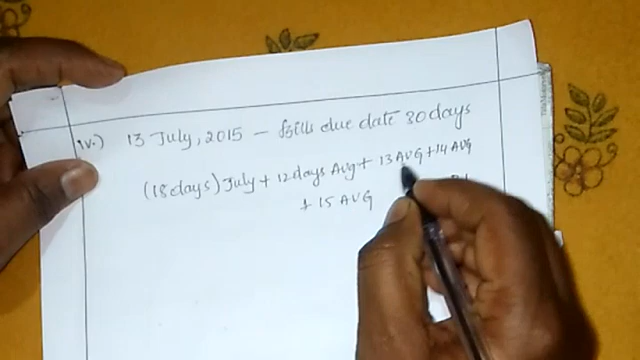 iv.) 13 July, 2015 - Bills due date 30 days
(18 days) July + 12 days Aug + 13 AUG + 14 AUG
+ 15 AUG